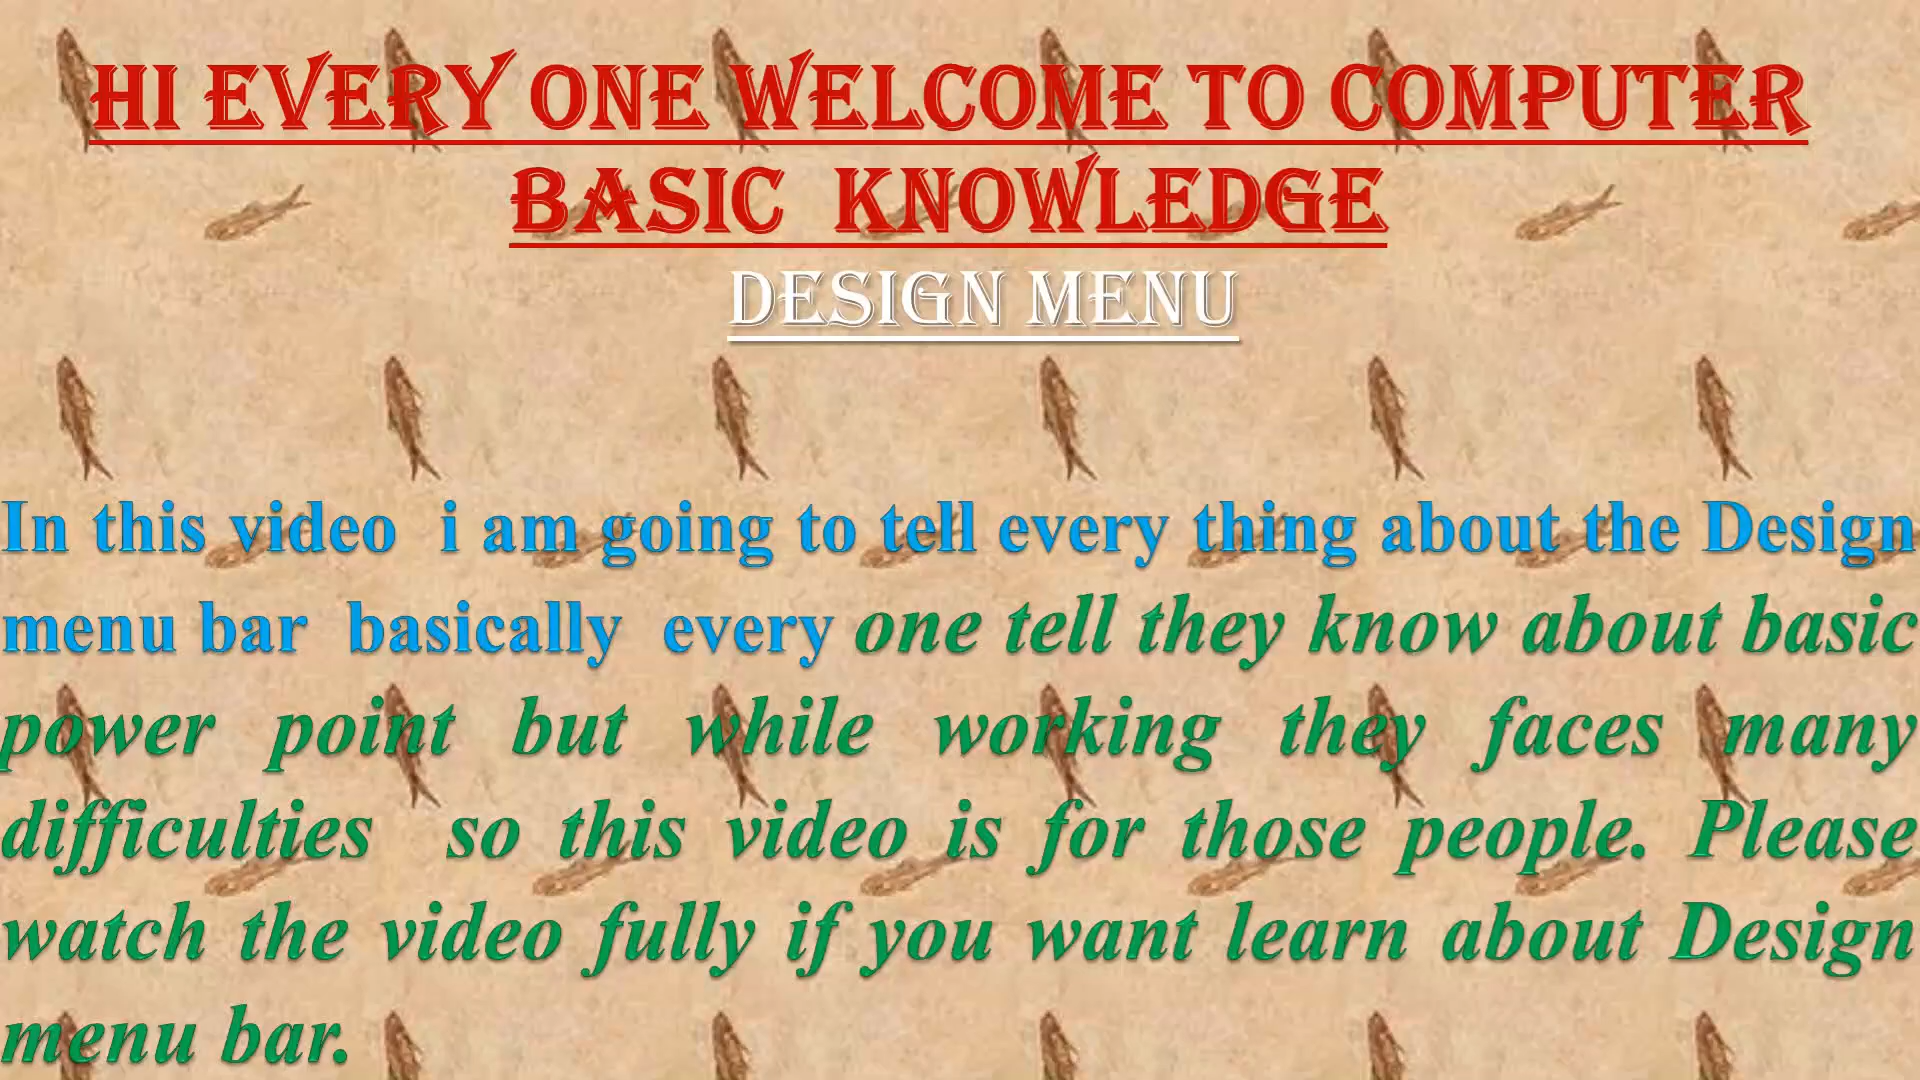 HI EVERY ONE WELCOME TO COMPUTER
BASIC KNOWLEDGE
DESIGN MENU
In this video i am going to tell every thing about the Design
menu bar basically every one tell they know about basic
power point but while working they faces many
difficulties so this video is for those people. Please
watch the video fully if you want learn about Design
menu bar.